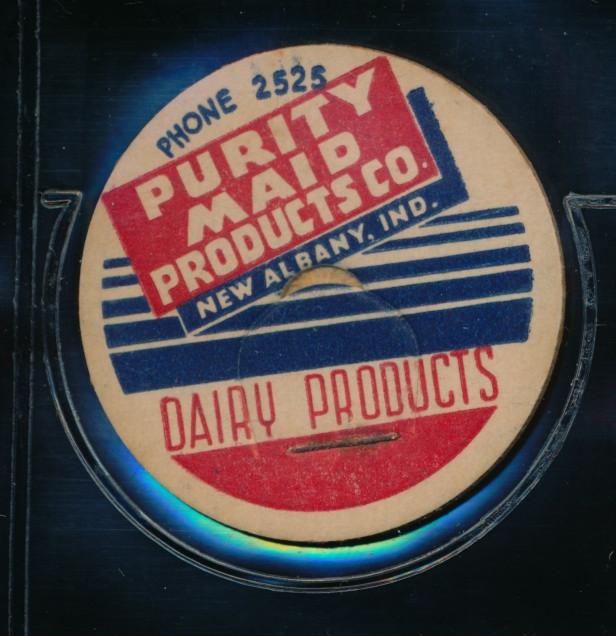 PHONE 2525
PURITY
MAID
PRODUCTS CO.
NEW ALBANY, IND.
DAIRY PRODUCTS